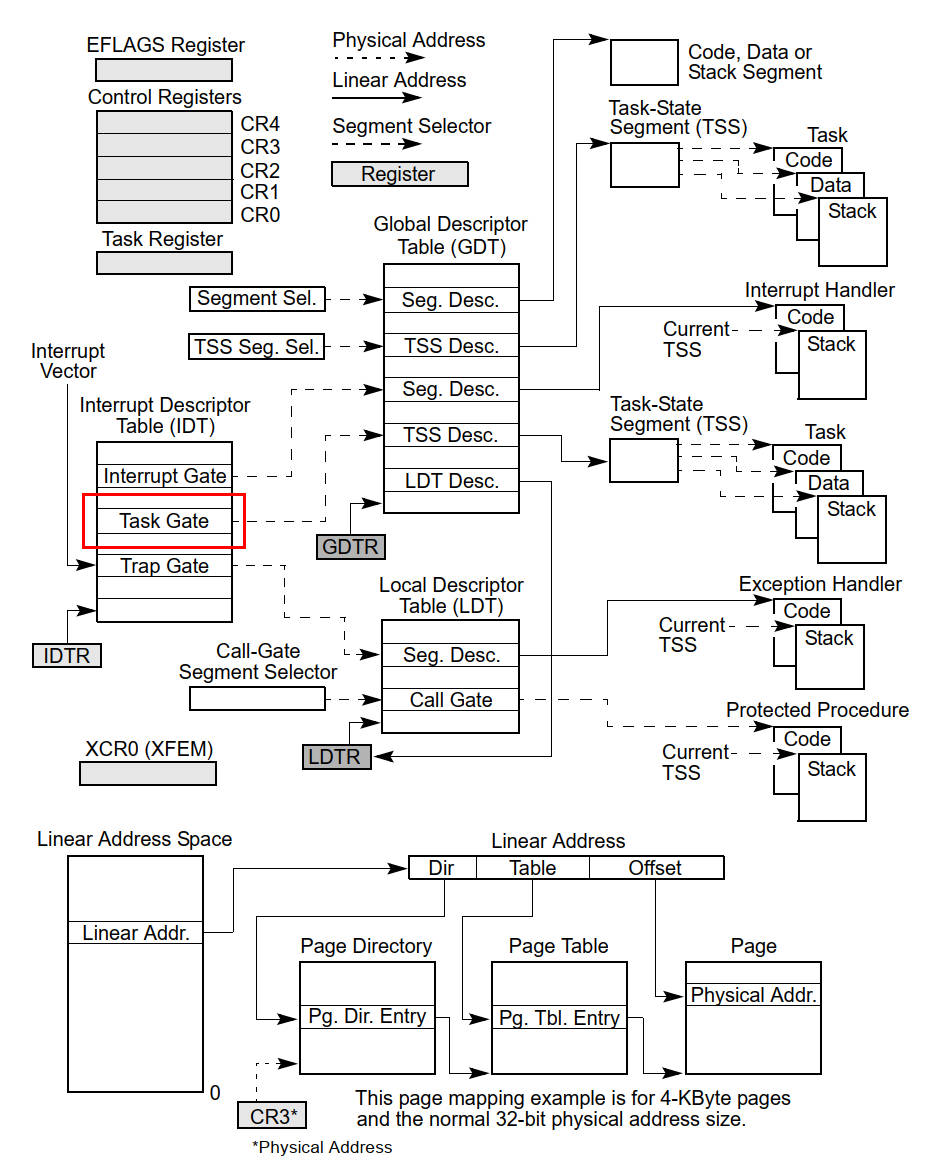 EFLAGS Register
Control Registers
CR4
CR3
CR2
CR1
CR0
Task Register
Physical Address
Linear Address
Segment Selector
Register
Code, Data or
Stack Segment
Task-State
Segment (TSS)
Task
Code
Data
Stack
Global Descriptor
Table (GDT)
Segment Sel.
Seg. Desc.
TSS Seg. Sel.
TSS Desc.
Seg. Desc.
TSS Desc.
LDT Desc.
GDTR
Interrupt Handler
Code
Stack
Current
TSS
Interrupt
Vector
Interrupt Descriptor
Table (IDT)
Interrupt Gate
Task Gate
Trap Gate
IDTR
Task-State
Segment (TSS)
Task
Code
Data
Stack
Local Descriptor
Table (LDT)
Seg. Desc.
Call Gate
LDTR
Call-Gate
Segment Selector
Exception Handler
Code
Stack
Current
TSS
Protected Procedure
Code
Stack
Current
TSS
XCR0 (XFEM)
Linear Address Space
Linear Addr.
0
Linear Address
Dir
Table
Offset
Page Directory
Pg. Dir. Entry
Page Table
Pg. Tbl. Entry
Page
Physical Addr.
CR3*
*Physical Address
This page mapping example is for 4-KByte pages
and the normal 32-bit physical address size.